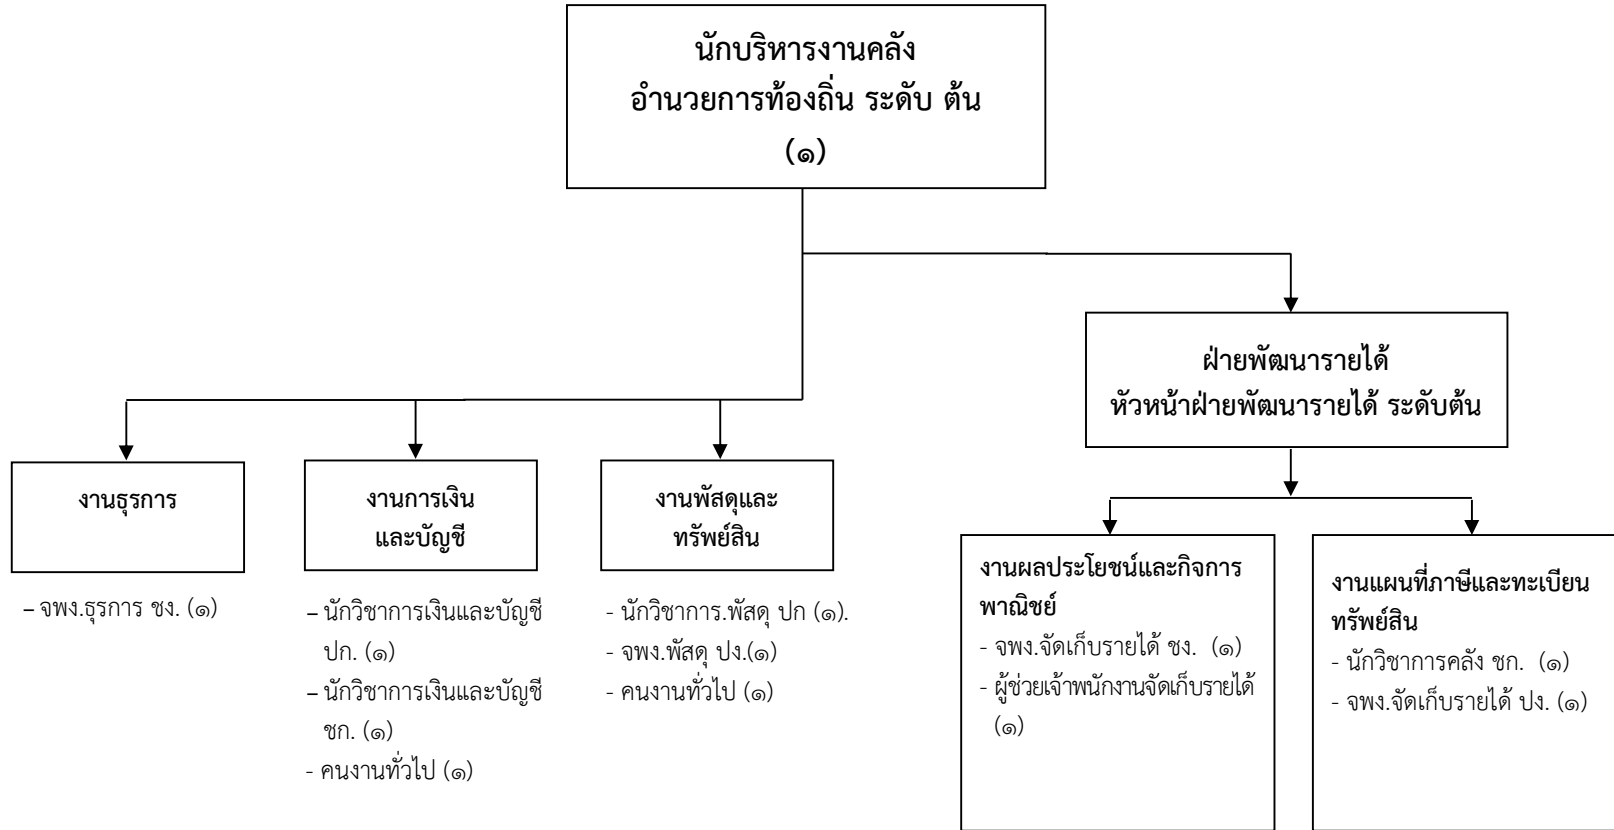 นักบริหารงานคลัง
อำนวยการท้องถิ่น ระดับ ต้น
(๑)
ฝ่ายพัฒนารายได้
หัวหน้าฝ่ายพัฒนารายได้ ระดับต้น
งานธุรการ
– จพง.ธุรการ ชง. (๑)
งานการเงิน
และบัญชี
– นักวิชาการเงินและบัญชี
ปก. (๑)
– นักวิชาการเงินและบัญชี
ชก. (๑)
- คนงานทั่วไป (๑)
งานพัสดุและ
ทรัพย์สิน
- นักวิชาการ.พัสดุ ปก (๑).
- จพง.พัสดุ ปง.(๑)
- คนงานทั่วไป (๑)
งานผลประโยชน์และกิจการ
พาณิชย์
- จพง.จัดเก็บรายได้ ชง. (๑)
- ผู้ช่วยเจ้าพนักงานจัดเก็บรายได้
(๑)
งานแผนที่ภาษีและทะเบียน
ทรัพย์สิน
- นักวิชาการคลัง ชก. (๑)
- จพง.จัดเก็บรายได้ ปง. (๑)